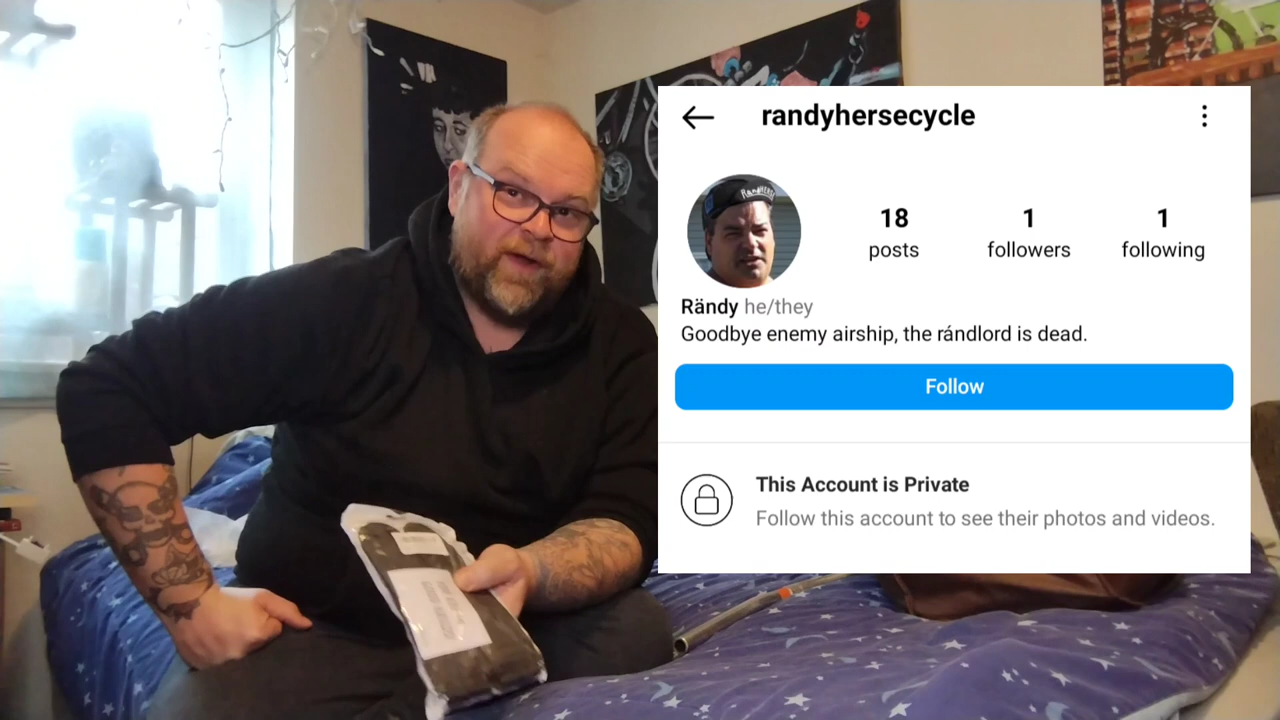 randyhersecycle
18
1
1
posts
followers
following
Rändy he/they
Goodbye enemy airship, the rándlord is dead.
Follow
This Account is Private
Follow this account to see their photos and videos.